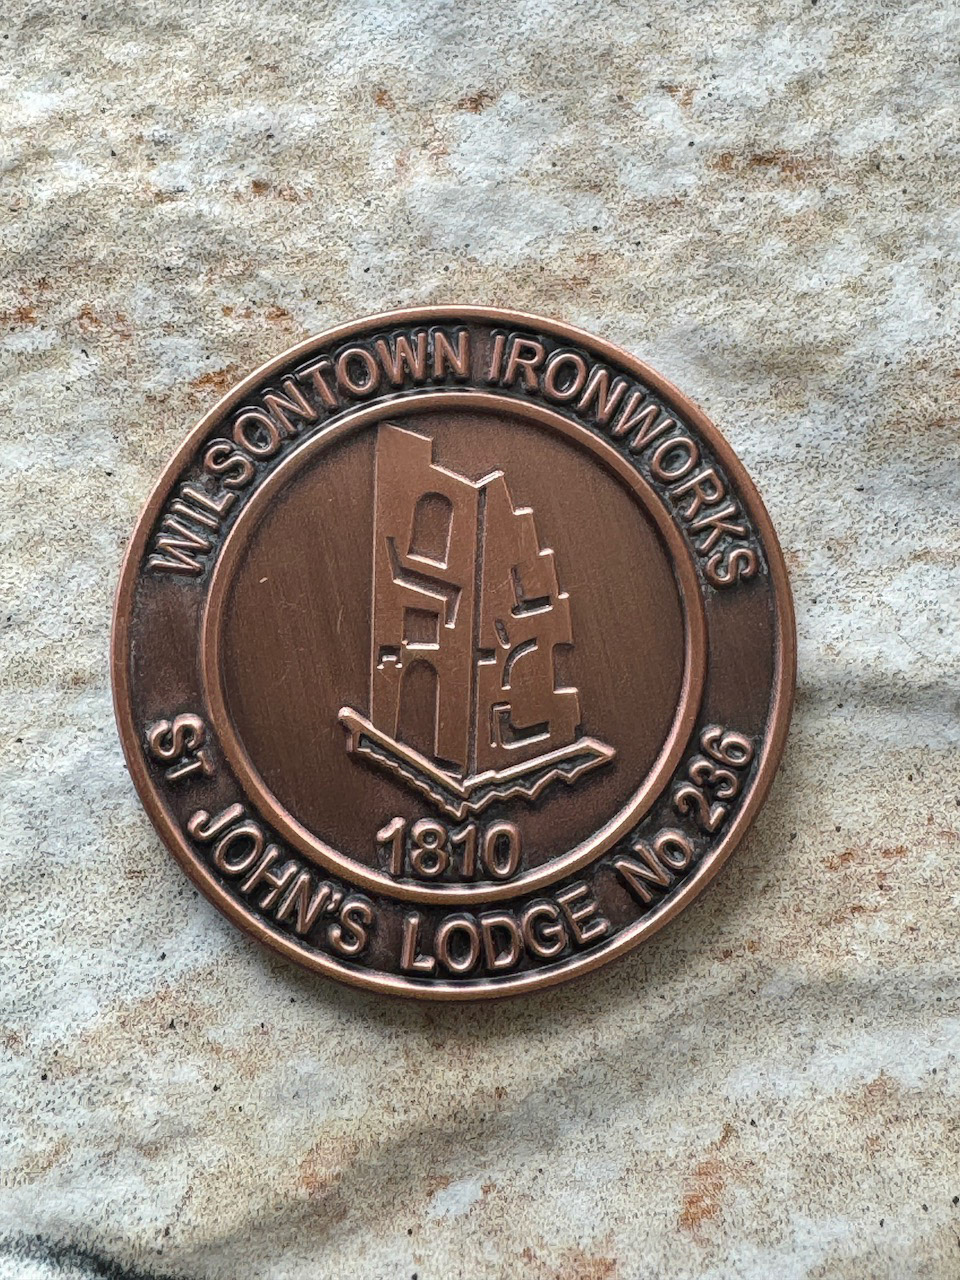 WILSONTOWN IRONWORKS
1810
ST JOHN'S LODGE No 236